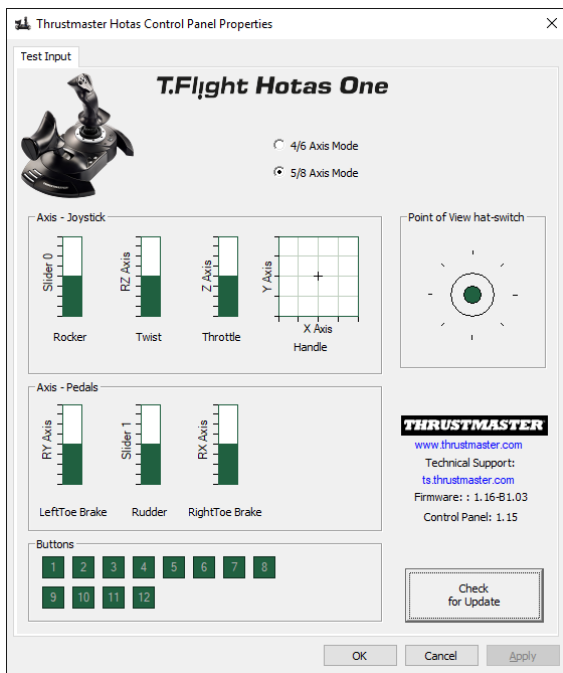 Thrustmaster Hotas Control Panel Properties
Test Input
T.Flight Hotas One
4/6 Axis Mode
5/8 Axis Mode
Axis - Joystick
Slider 0
RZ Axis
Z Axis
Y Axis
X Axis
Rocker
Twist
Throttle
Handle
Point of View hat-switch
Axis - Pedals
RY Axis
Slider 1
RX Axis
LeftToe Brake
Rudder
RightToe Brake
THRUSTMASTER
www.thrustmaster.com
Technical Support:
ts.thrustmaster.com
Firmware: : 1.16-B1.03
Control Panel: 1.15
Buttons
1 2 3 4 5 6 7 8
9 10 11 12
Check
for Update
OK
Cancel
Apply